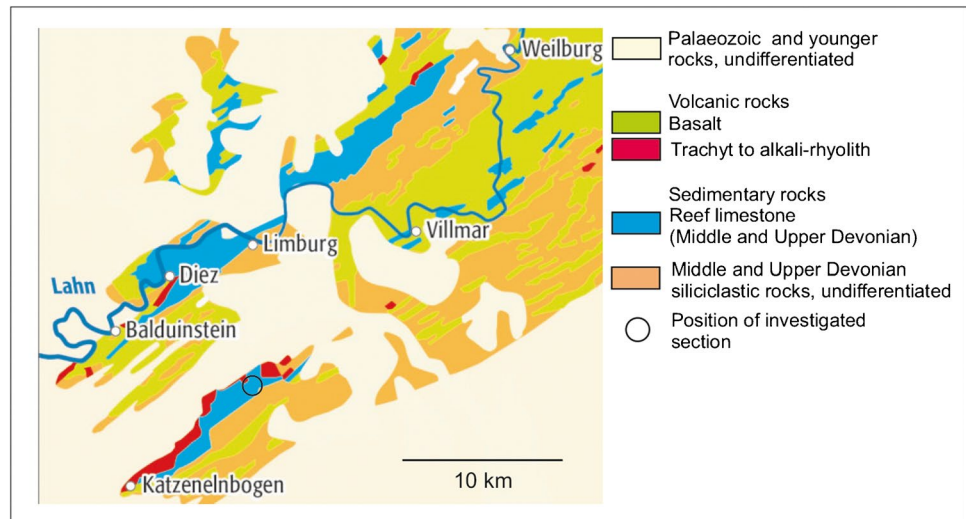 Weilburg
Villmar
Limburg
Lahn
Diez
Balduinstein
Katzenelnbogen
10 km
Palaeozoic and younger
rocks, undifferentiated
Volcanic rocks
Basalt
Trachyt to alkali-rhyolith
Sedimentary rocks
Reef limestone
(Middle and Upper Devonian)
Middle and Upper Devonian
siliciclastic rocks, undifferentiated
Position of investigated
section